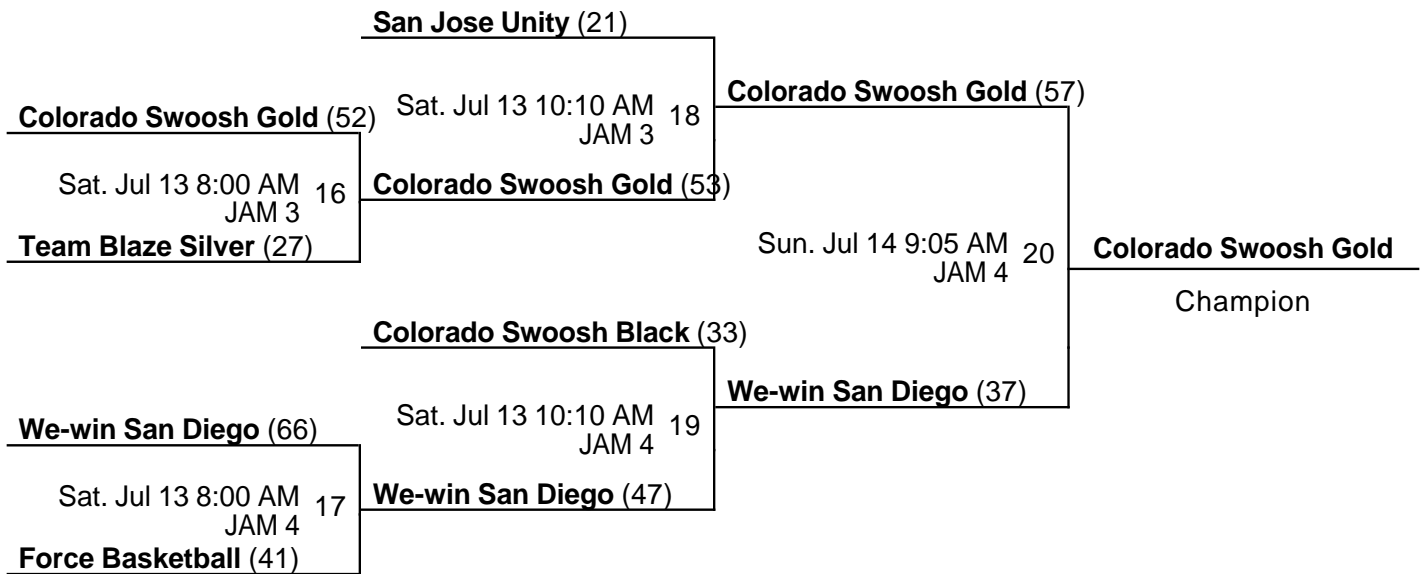 San Jose Unity (21)
Colorado Swoosh Gold (57)
Sat. Jul 13 10:10 AM 18
JAM 3
Colorado Swoosh Gold (52)
Sat. Jul 13 8:00 AM 16
JAM 3
Colorado Swoosh Gold (53)
Team Blaze Silver (27)
Sun. Jul 14 9:05 AM 20
JAM 4
Colorado Swoosh Gold
Champion
Colorado Swoosh Black (33)
We-win San Diego (37)
Sat. Jul 13 10:10 AM 19
JAM 4
We-win San Diego (66)
Sat. Jul 13 8:00 AM 17
JAM 4
We-win San Diego (47)
Force Basketball (41)